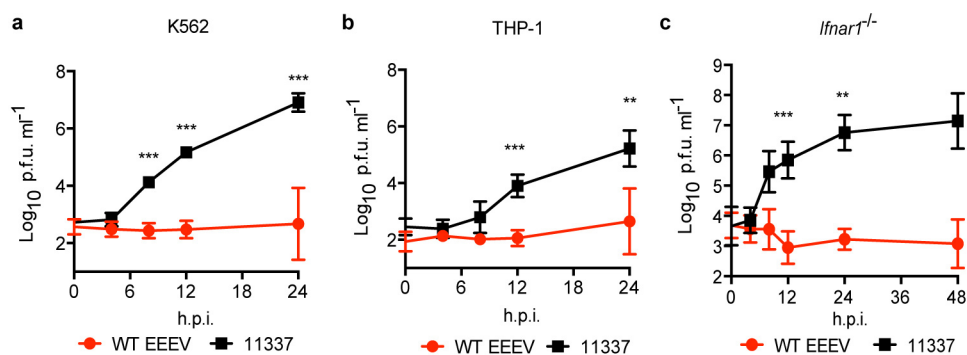 a K562
Log10 p.f.u. ml-1
8
6
4
2
*** *** ***
0 6 12 18 24
h.p.i.
WT EEEV 11337
b THP-1
Log10 p.f.u. ml-1
8
6
4
2
*** **
0 6 12 18 24
h.p.i.
WT EEEV 11337
c Ifnar1-/-
Log10 p.f.u. ml-1
9
8
7
6
5
4
3
2
*** **
0 12 24 36 48
h.p.i.
WT EEEV 11337